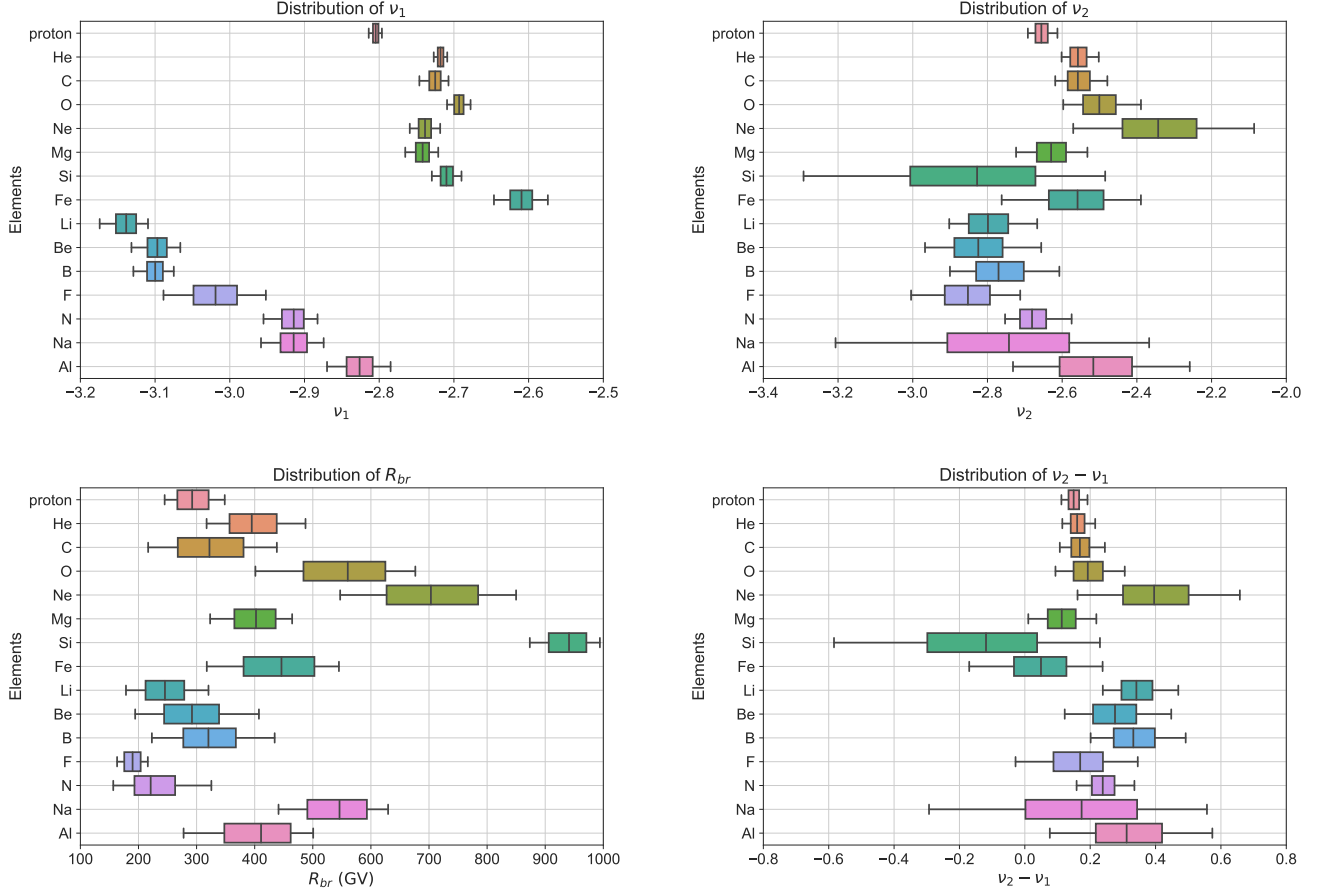 Distribution of ν1
Elements
proton
He
C
O
Ne
Mg
Si
Fe
Li
Be
B
F
N
Na
Al
−3.2 −3.1 −3.0 −2.9 −2.8 −2.7 −2.6 −2.5
ν1
Distribution of ν2
Elements
proton
He
C
O
Ne
Mg
Si
Fe
Li
Be
B
F
N
Na
Al
−3.4 −3.2 −3.0 −2.8 −2.6 −2.4 −2.2 −2.0
ν2
Distribution of Rbr
Elements
proton
He
C
O
Ne
Mg
Si
Fe
Li
Be
B
F
N
Na
Al
100 200 300 400 500 600 700 800 900 1000
Rbr (GV)
Distribution of ν2 − ν1
Elements
proton
He
C
O
Ne
Mg
Si
Fe
Li
Be
B
F
N
Na
Al
−0.8 −0.6 −0.4 −0.2 0.0 0.2 0.4 0.6 0.8
ν2 − ν1